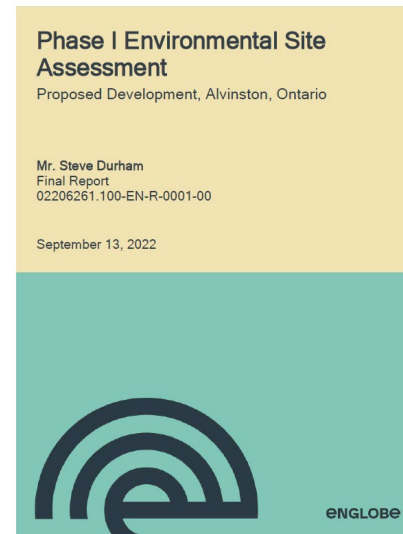 Phase I Environmental Site
Assessment
Proposed Development, Alvinston, Ontario
Mr. Steve Durham
Final Report
02206261.100-EN-R-0001-00
September 13, 2022
ENGLOBE